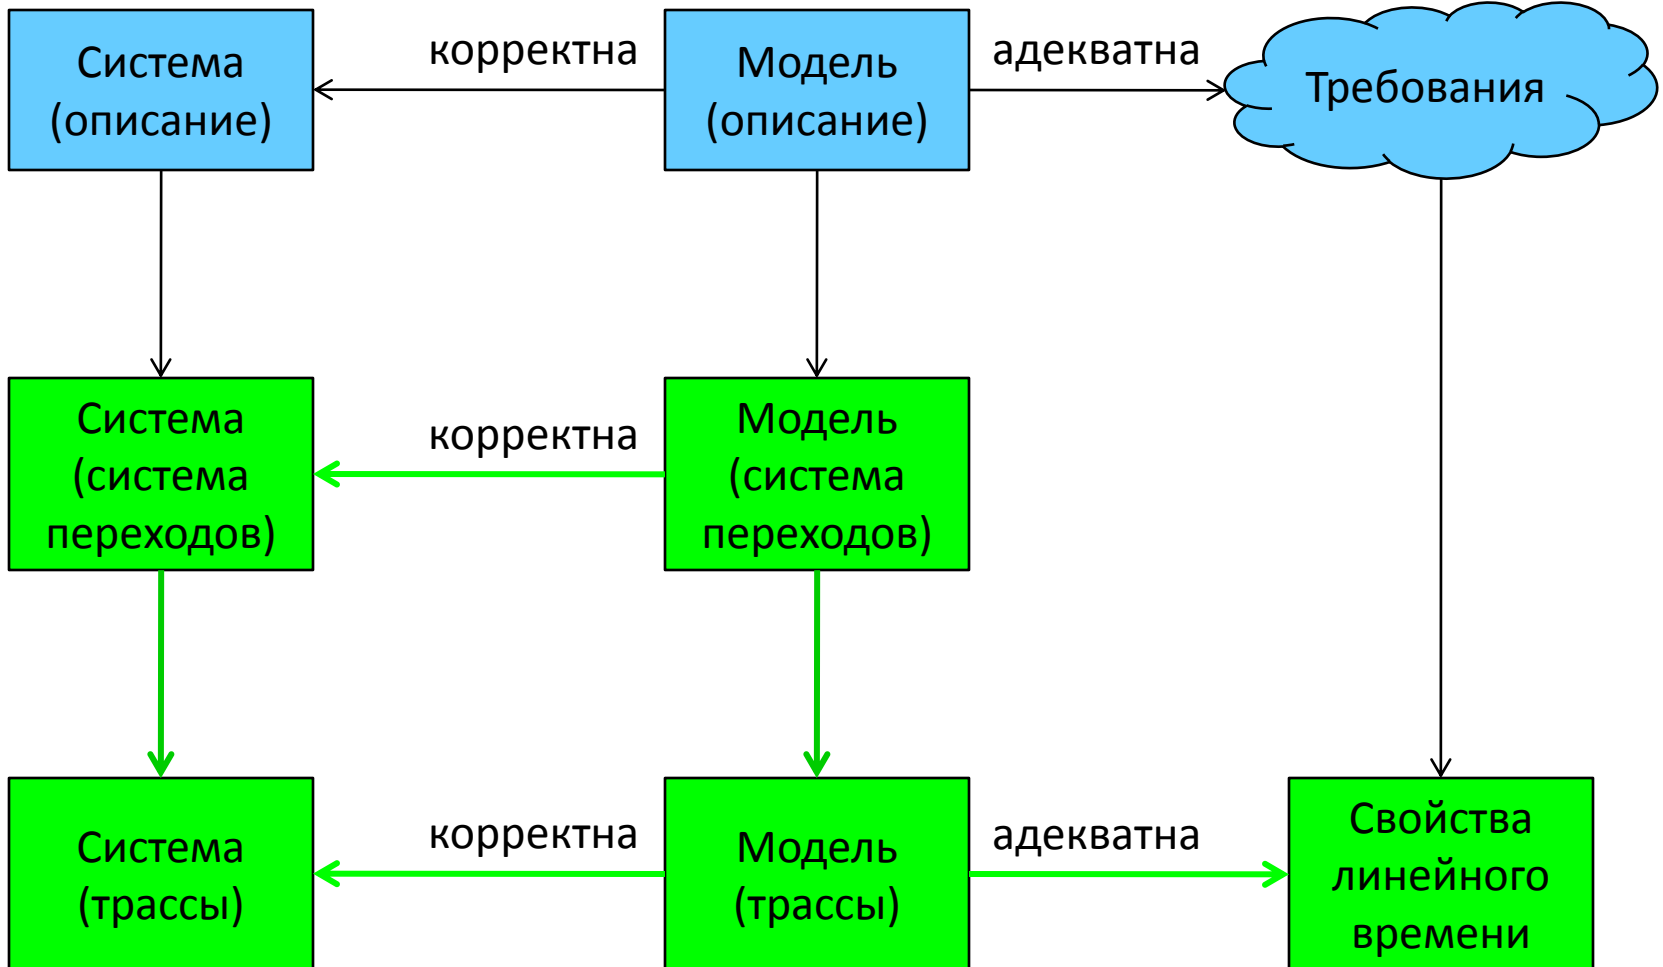 Система
(описание)
корректна
Модель
(описание)
адекватна
Требования
Система
(система
переходов)
корректна
Модель
(система
переходов)
Система
(трассы)
корректна
Модель
(трассы)
адекватна
Свойства
линейного
времени